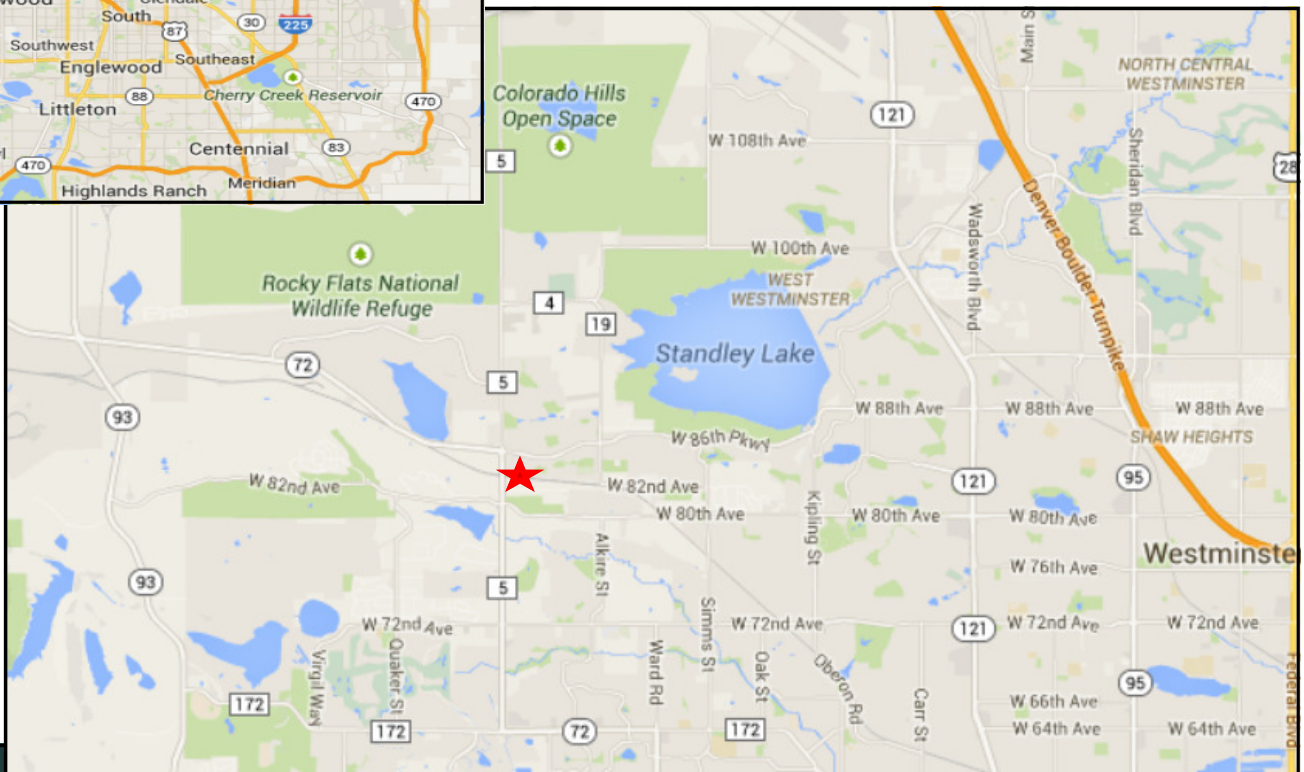 South
87
30
225
Southwest
Southeast
Englewood
88
Cherry Creek Reservoir
Littleton
470
Centennial
83
470
Highlands Ranch
Meridian
Colorado Hills
Open Space
121
Main S
NORTH CENTRAL
WESTMINSTER
W 108th Ave
5
Sheridan Blvd
28
Denver Boulder Turnpike
Wadsworth Blvd
W 100th Ave
Rocky Flats National
Wildlife Refuge
WEST
WESTMINSTER
4
19
Standley Lake
72
5
93
W 88th Ave
W 88th Ave
W 88th Ave
W 86th Pkwy
SHAW HEIGHTS
W 82nd Ave
W 82nd Ave
121
95
Kipling St
W 80th Ave
W 80th Ave
W 80th Ave
Alkire St
Westminste
W 76th Ave
93
5
Simms St
W 72nd Ave
W 72nd Ave
121
W 72nd Ave
W 72nd Ave
Virgil Way
Quaker St
Ward Rd
Oak St
Oberon Rd
Carr St
95
Federal Blvd
172
172
72
172
W 66th Ave
W 64th Ave
W 64th Ave